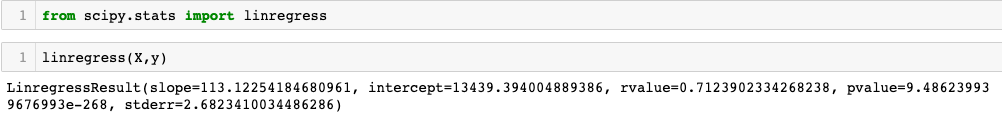 1 from scipy.stats import linregress
1 linregress(X,y)
LinregressResult(slope=113.12254184680961, intercept=13439.394004889386, rvalue=0.7123902334268238, pvalue=9.48623993
9676993e-268, stderr=2.6823410034486286)